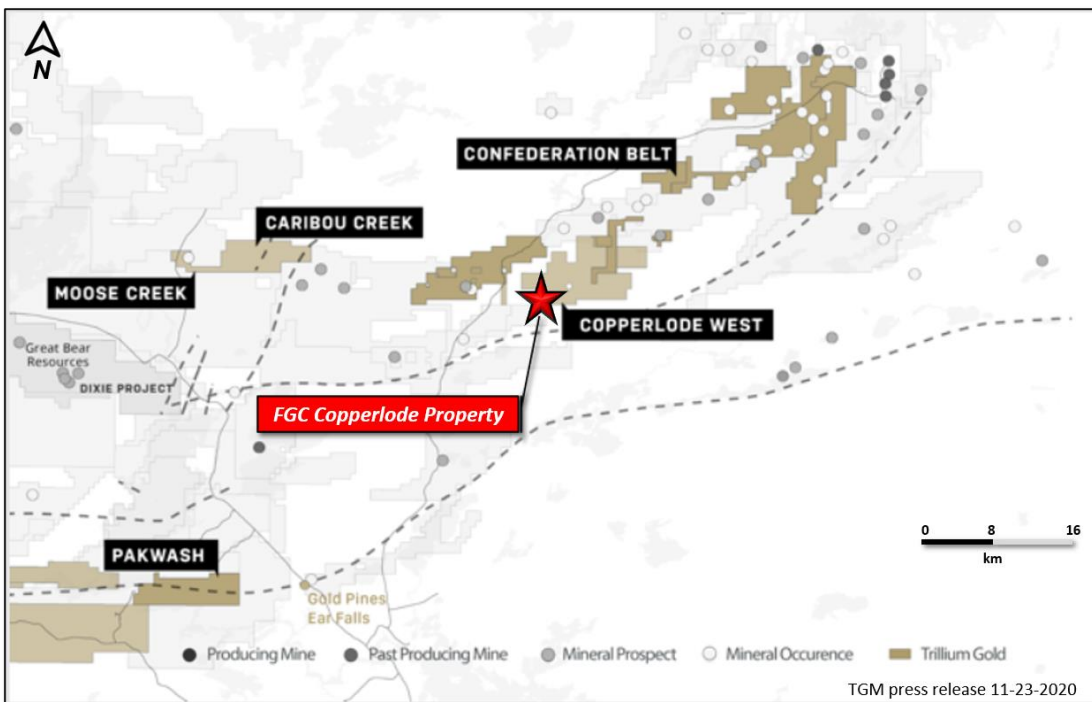 N
CONFEDERATION BELT
CARIBOU CREEK
MOOSE CREEK
COPPERLODE WEST
Great Bear
Resources
DIXIE PROJECT
FGC Copperlode Property
0 8 16
km
PAKWASH
Gold Pines
Ear Falls
Producing Mine Past Producing Mine Mineral Prospect Mineral Occurence Trillium Gold
TGM press release 11-23-2020